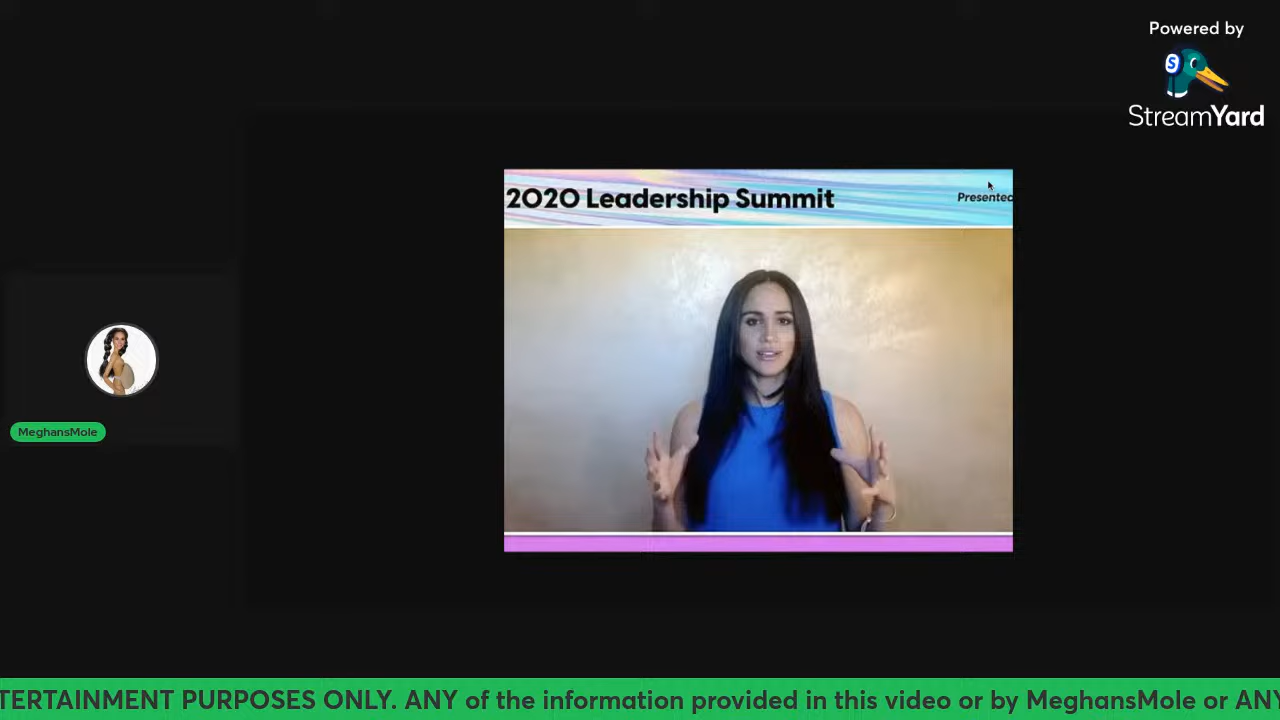 Powered by
S
StreamYard
2020 Leadership Summit
Presented
MeghansMole
TERTAINMENT PURPOSES ONLY. ANY of the information provided in this video or by MeghansMole or ANY